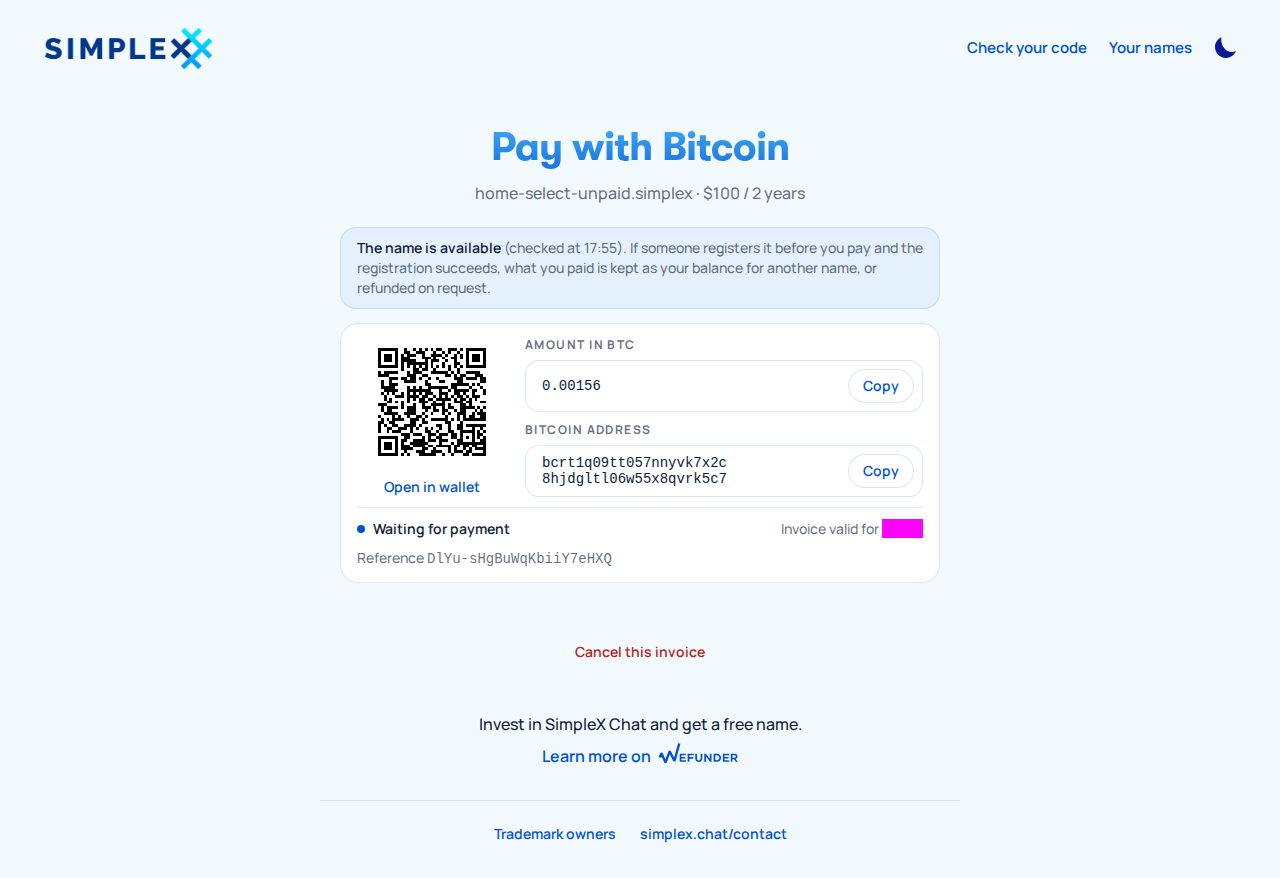 SIMPLEX
Check your code
Your names
Pay with Bitcoin
home-select-unpaid.simplex · $100 / 2 years
The name is available (checked at 17:55). If someone registers it before you pay and the
registration succeeds, what you paid is kept as your balance for another name, or
refunded on request.
AMOUNT IN BTC
0.00156
Copy
BITCOIN ADDRESS
bcrt1q09tt057nnyvk7x2c
8hjdgltl06w55x8qvrk5c7
Copy
Open in wallet
Waiting for payment
Invoice valid for
Reference DlYu-sHgBuWqKbiiY7eHXQ
Cancel this invoice
Invest in SimpleX Chat and get a free name.
Learn more on WEFUNDER
Trademark owners
simplex.chat/contact